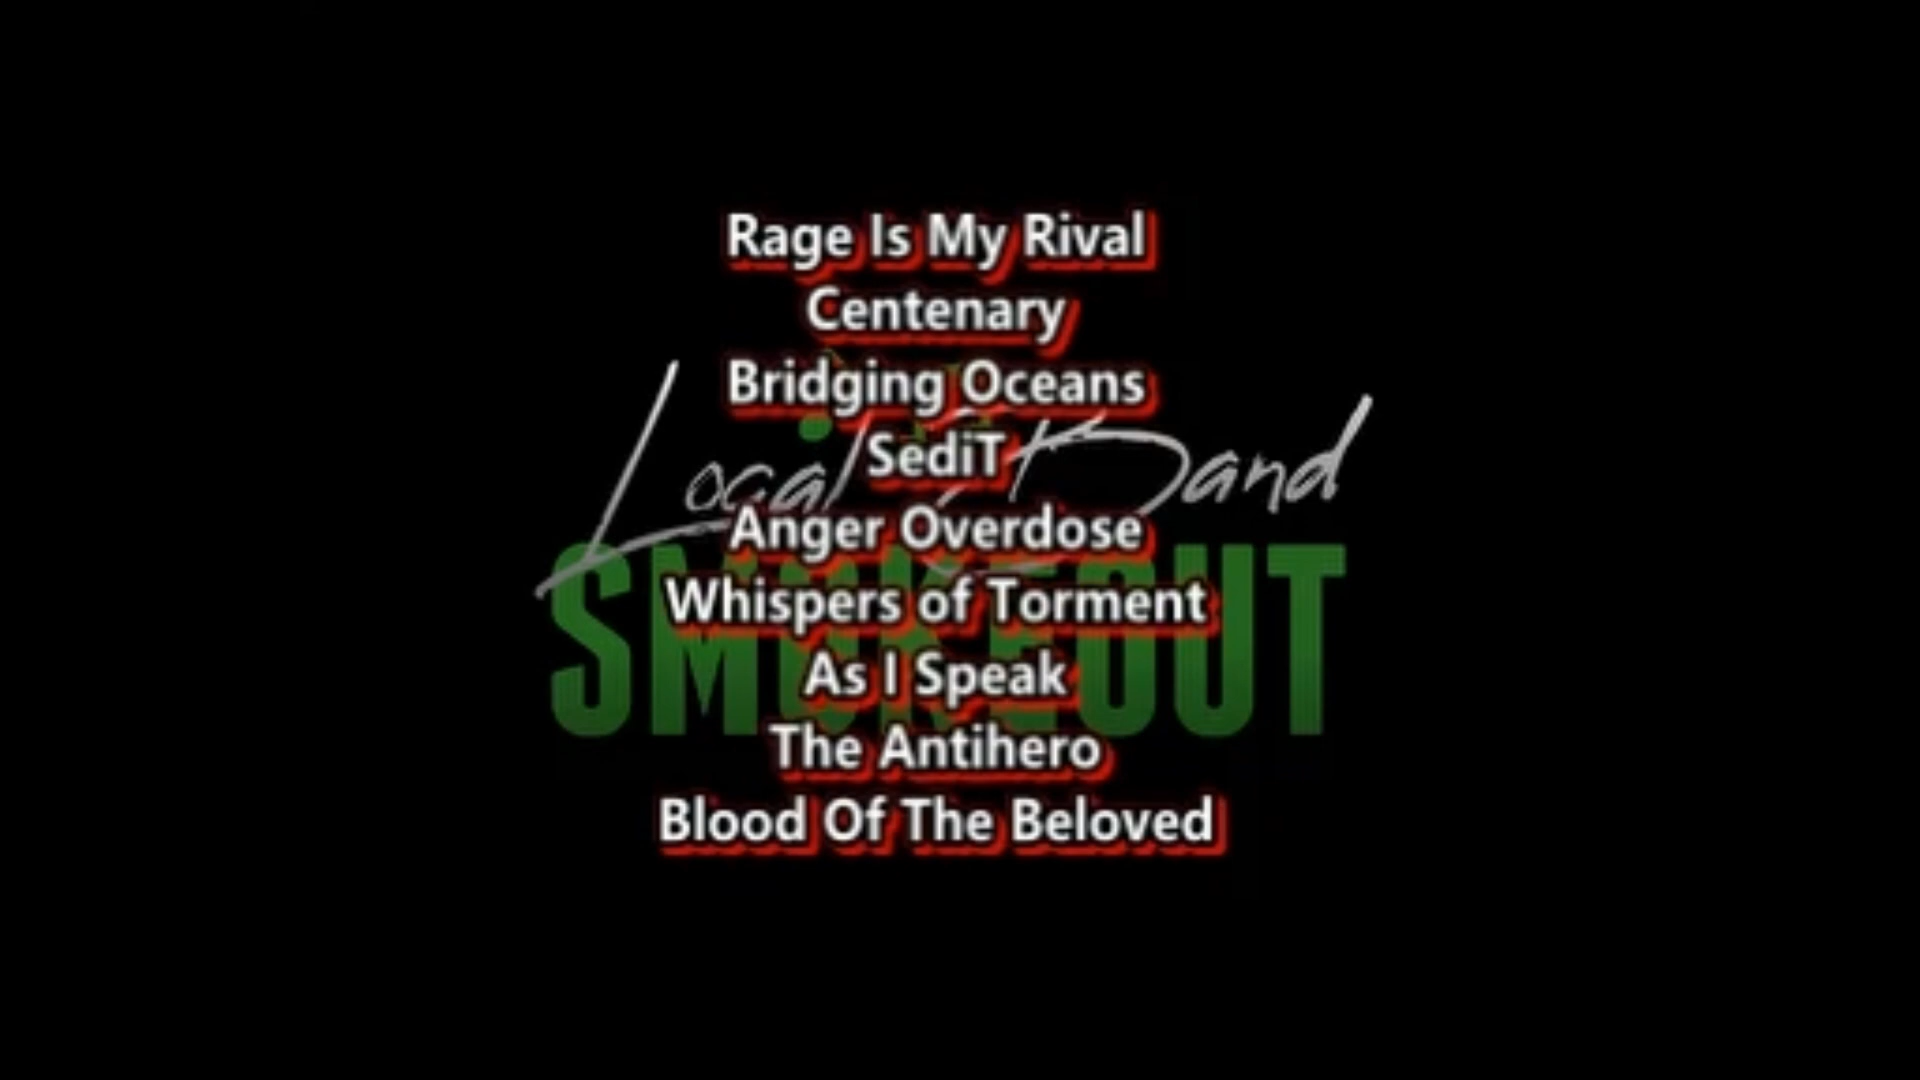 Rage Is My Rival
Centenary
Bridging Oceans
SediT
Local Band
Anger Overdose
SMOKEOUT
Whispers of Torment
As I Speak
The Antihero
Blood Of The Beloved